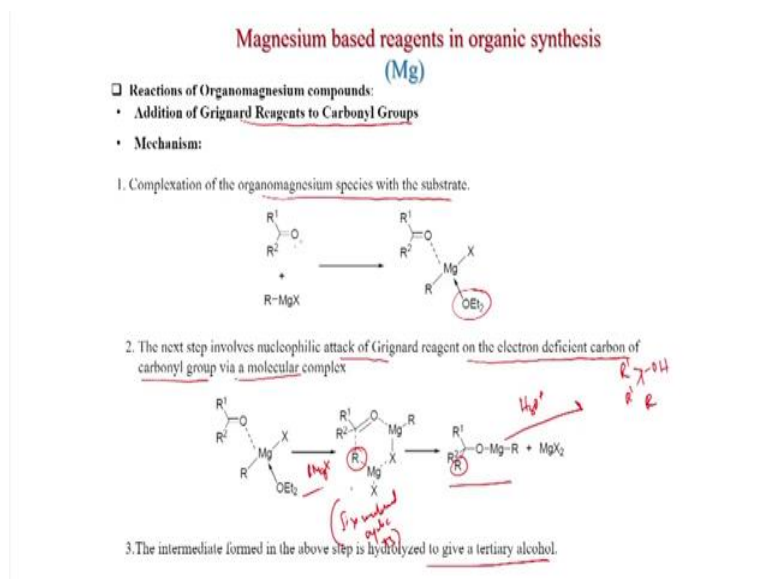 Magnesium based reagents in organic synthesis
(Mg)
❑ Reactions of Organomagnesium compounds:
• Addition of Grignard Reagents to Carbonyl Groups
• Mechanism:
1. Complexation of the organomagnesium species with the substrate.
R¹ R¹
O O
R² R² X
+ Mg
R-MgX R OEt₂
2. The next step involves nucleophilic attack of Grignard reagent on the electron deficient carbon of
carbonyl group via a molecular complex
R² OH
R¹ R
H₃O⁺
R¹ R¹ O R R¹
O R² Mg
R² X O-Mg-R + MgX₂
Mg R X R²
R OEt₂ RMgX Mg R
X
(Six membered
cyclic
TS)
3.The intermediate formed in the above step is hydrolyzed to give a tertiary alcohol.